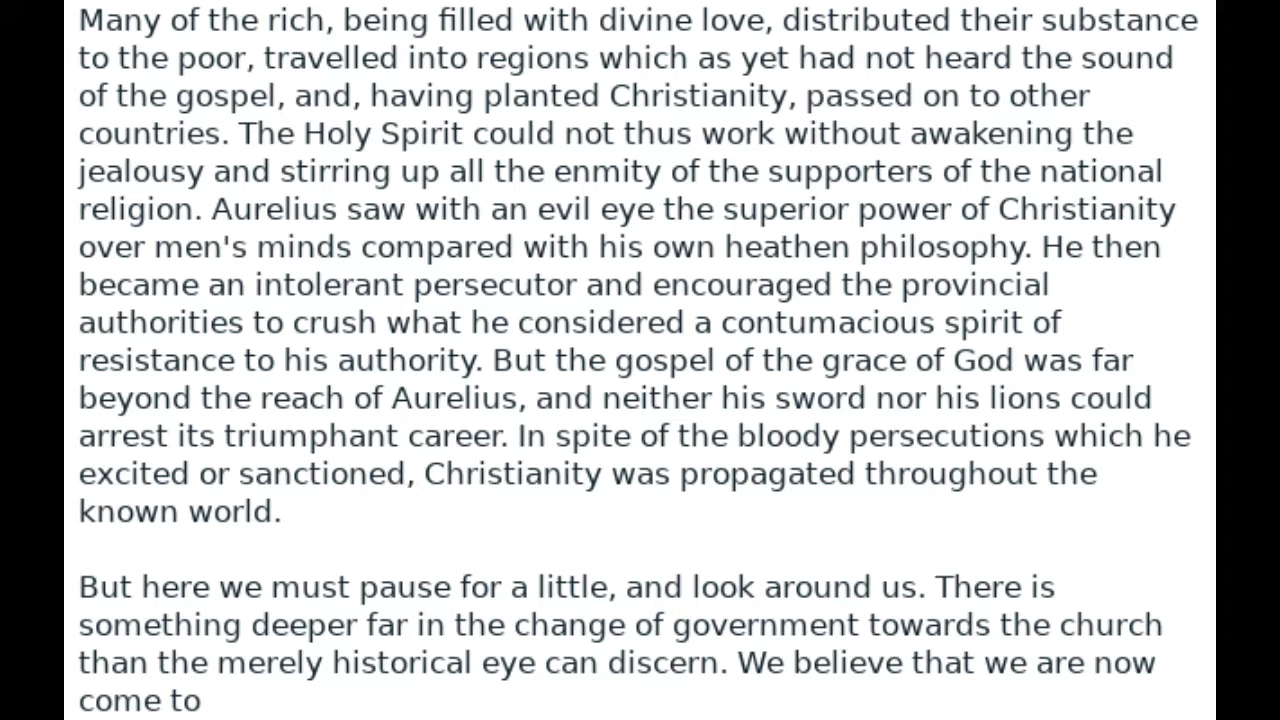 Many of the rich, being filled with divine love, distributed their substance
to the poor, travelled into regions which as yet had not heard the sound
of the gospel, and, having planted Christianity, passed on to other
countries. The Holy Spirit could not thus work without awakening the
jealousy and stirring up all the enmity of the supporters of the national
religion. Aurelius saw with an evil eye the superior power of Christianity
over men's minds compared with his own heathen philosophy. He then
became an intolerant persecutor and encouraged the provincial
authorities to crush what he considered a contumacious spirit of
resistance to his authority. But the gospel of the grace of God was far
beyond the reach of Aurelius, and neither his sword nor his lions could
arrest its triumphant career. In spite of the bloody persecutions which he
excited or sanctioned, Christianity was propagated throughout the
known world.
But here we must pause for a little, and look around us. There is
something deeper far in the change of government towards the church
than the merely historical eye can discern. We believe that we are now
come to